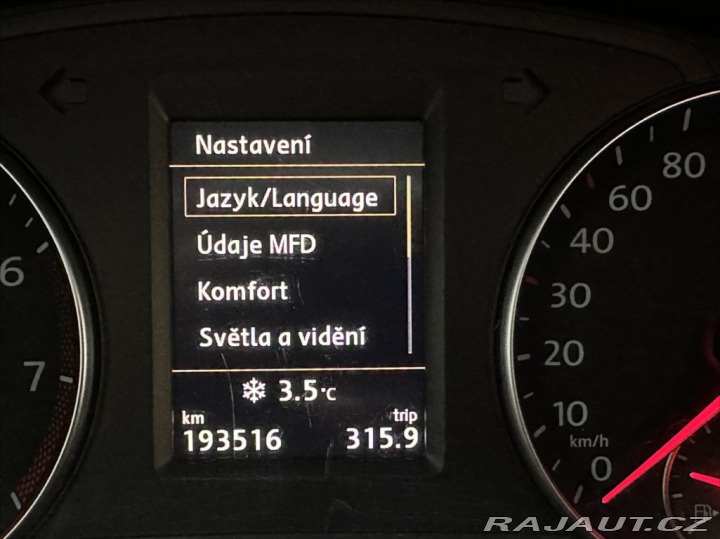 Nastavení
Jazyk/Language
Údaje MFD
Komfort
Světla a vidění
3.5°C
km trip
193516 315.9
6
7
80
60
40
30
20
10
km/h
0
RAJAUT.CZ